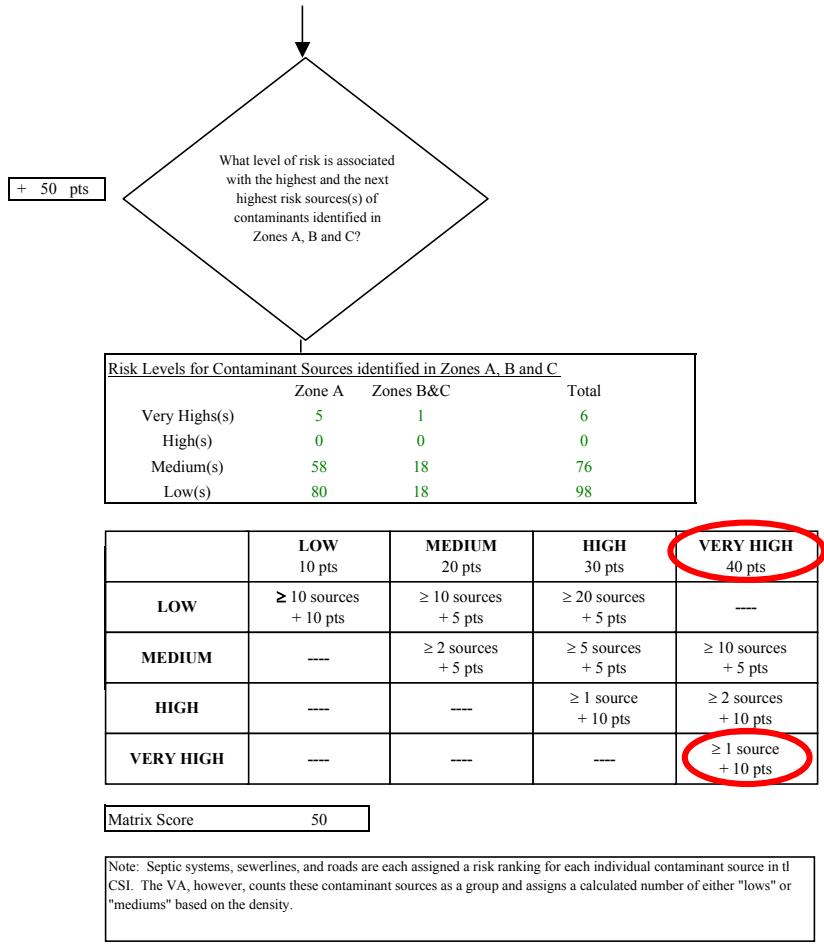 What level of risk is associated
with the highest and the next
+ 50 pts
highest risk sources(s) of
contaminants identified in
Zones A, B and C?
Risk Levels for Contaminant Sources identified in Zones A, B and C
Zone A Zones B&C Total
Very Highs(s) 5 1 6
High(s) 0 0 0
Medium(s) 58 18 76
Low(s) 80 18 98
LOW MEDIUM HIGH VERY HIGH
10 pts 20 pts 30 pts 40 pts
LOW ≥ 10 sources ≥ 10 sources ≥ 20 sources ----
+ 10 pts + 5 pts + 5 pts
MEDIUM ---- ≥ 2 sources ≥ 5 sources ≥ 10 sources
+ 5 pts + 5 pts + 5 pts
HIGH ---- ---- ≥ 1 source ≥ 2 sources
+ 10 pts + 10 pts
VERY HIGH ---- ---- ---- ≥ 1 source
+ 10 pts
Matrix Score 50
Note: Septic systems, sewerlines, and roads are each assigned a risk ranking for each individual contaminant source in
CSI. The VA, however, counts these contaminant sources as a group and assigns a calculated number of either "lows" or
"mediums" based on the density.